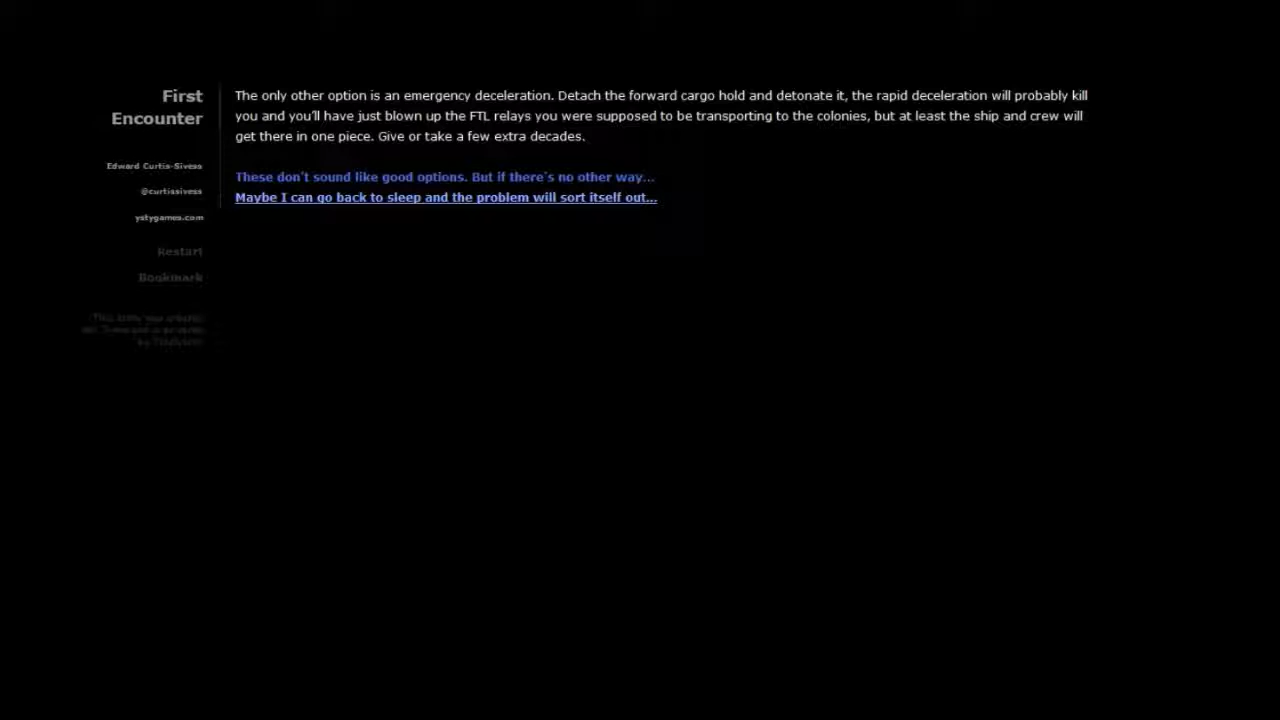 First
Encounter
Edward Curtis-Sivess
@curtissivess
ystygames.com
Restart
Bookmark
The only other option is an emergency deceleration. Detach the forward cargo hold and detonate it, the rapid deceleration will probably kill
you and you'll have just blown up the FTL relays you were supposed to be transporting to the colonies, but at least the ship and crew will
get there in one piece. Give or take a few extra decades.
These don't sound like good options. But if there's no other way...
Maybe I can go back to sleep and the problem will sort itself out...